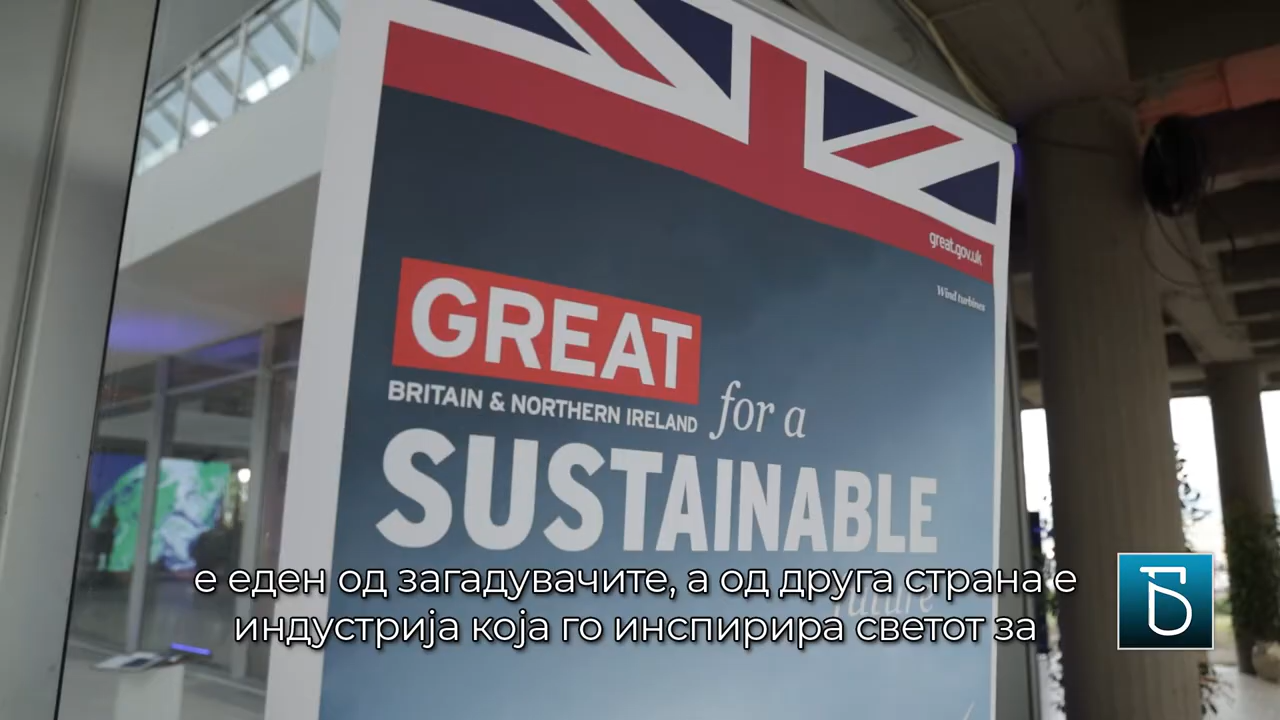 great.gov.uk
Wind turbines
GREAT
BRITAIN & NORTHERN IRELAND
for a
SUSTAINABLE
future
е еден од загадувачите, а од друга страна е
индустрија која го инспирира светот за